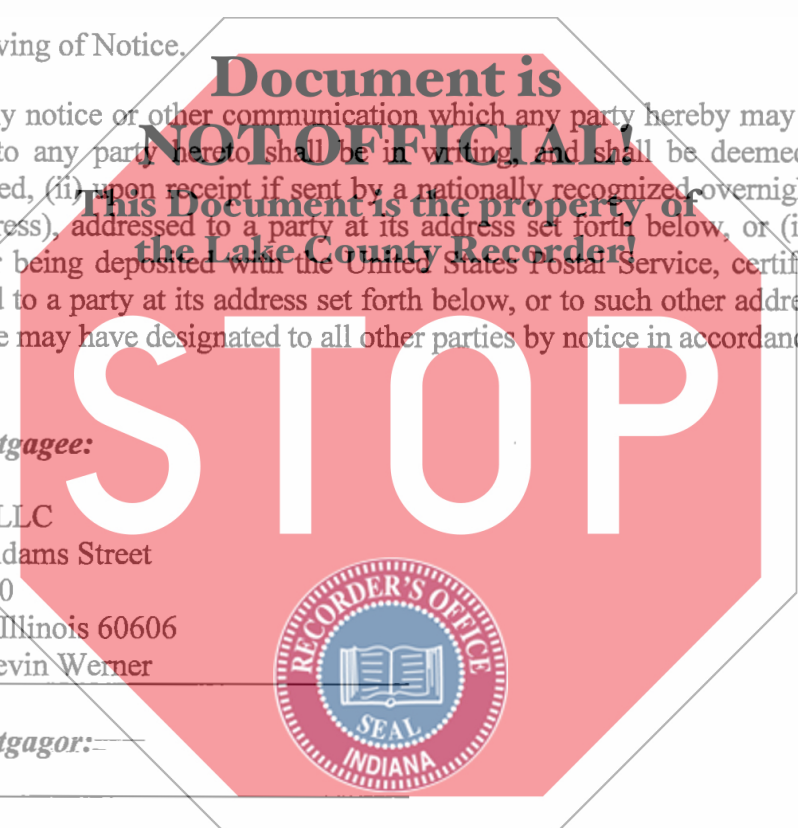 ving of Notice.
Document is
y notice or other communication which any party hereby may
NOT OFFICIAL!
to any party hereto shall be in writing, and shall be deemed
ed, (ii) upon receipt if sent by a nationally recognized overnigh
This Document is the property of
ress), addressed to a party at its address set forth below, or (i
the Lake County Recorder!
being deposited with the United States Postal Service, certif
d to a party at its address set forth below, or to such other addre
e may have designated to all other parties by notice in accordanc
STOP
tgagee:
LLC
dams Street
0
Illinois 60606
evin Werner
RECORDER'S OFFICE
SEAL
INDIANA
tgagor: